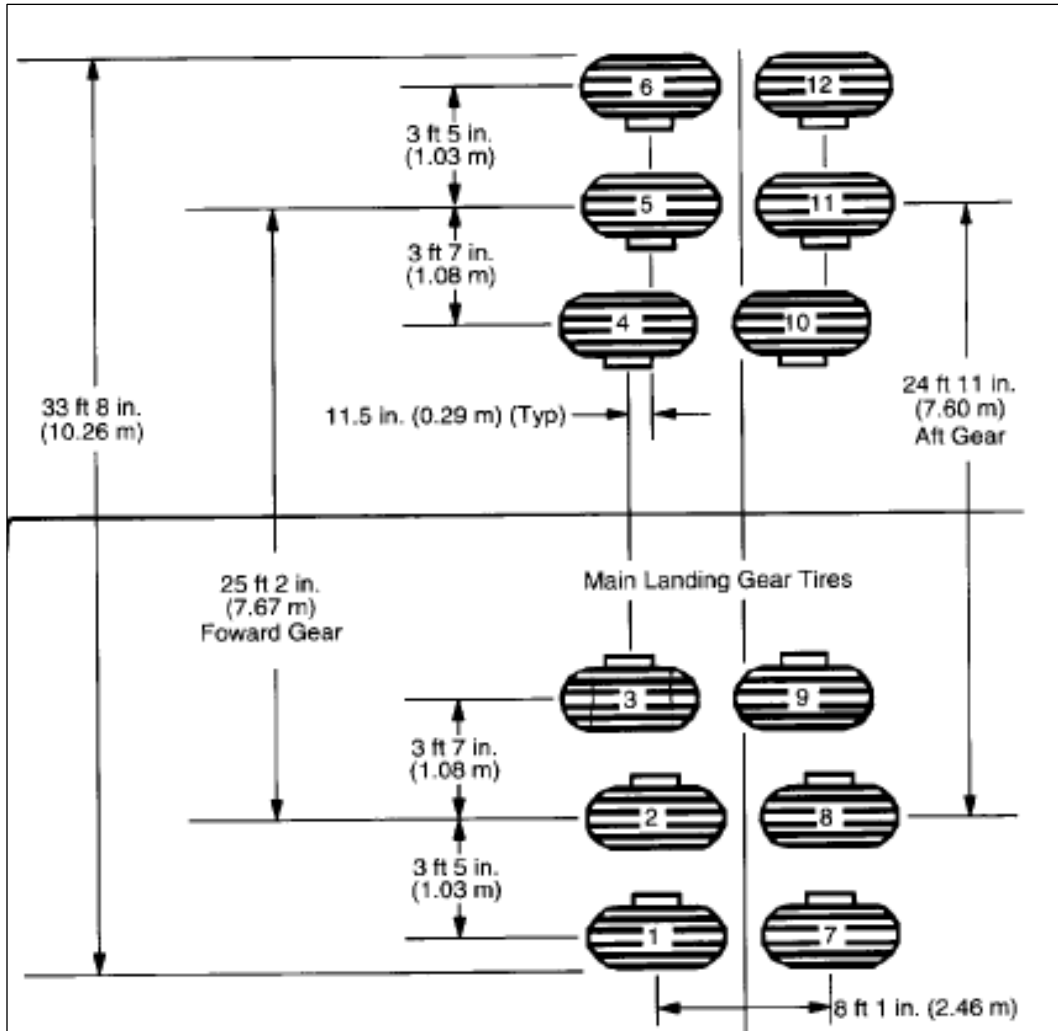 6
12
3 ft 5 in.
(1.03 m)
5
11
3 ft 7 in.
(1.08 m)
4
10
33 ft 8 in.
(10.26 m)
11.5 in. (0.29 m) (Typ)
24 ft 11 in.
(7.60 m)
Aft Gear
25 ft 2 in.
(7.67 m)
Foward Gear
Main Landing Gear Tires
3
9
3 ft 7 in.
(1.08 m)
2
8
3 ft 5 in.
(1.03 m)
1
7
8 ft 1 in. (2.46 m)